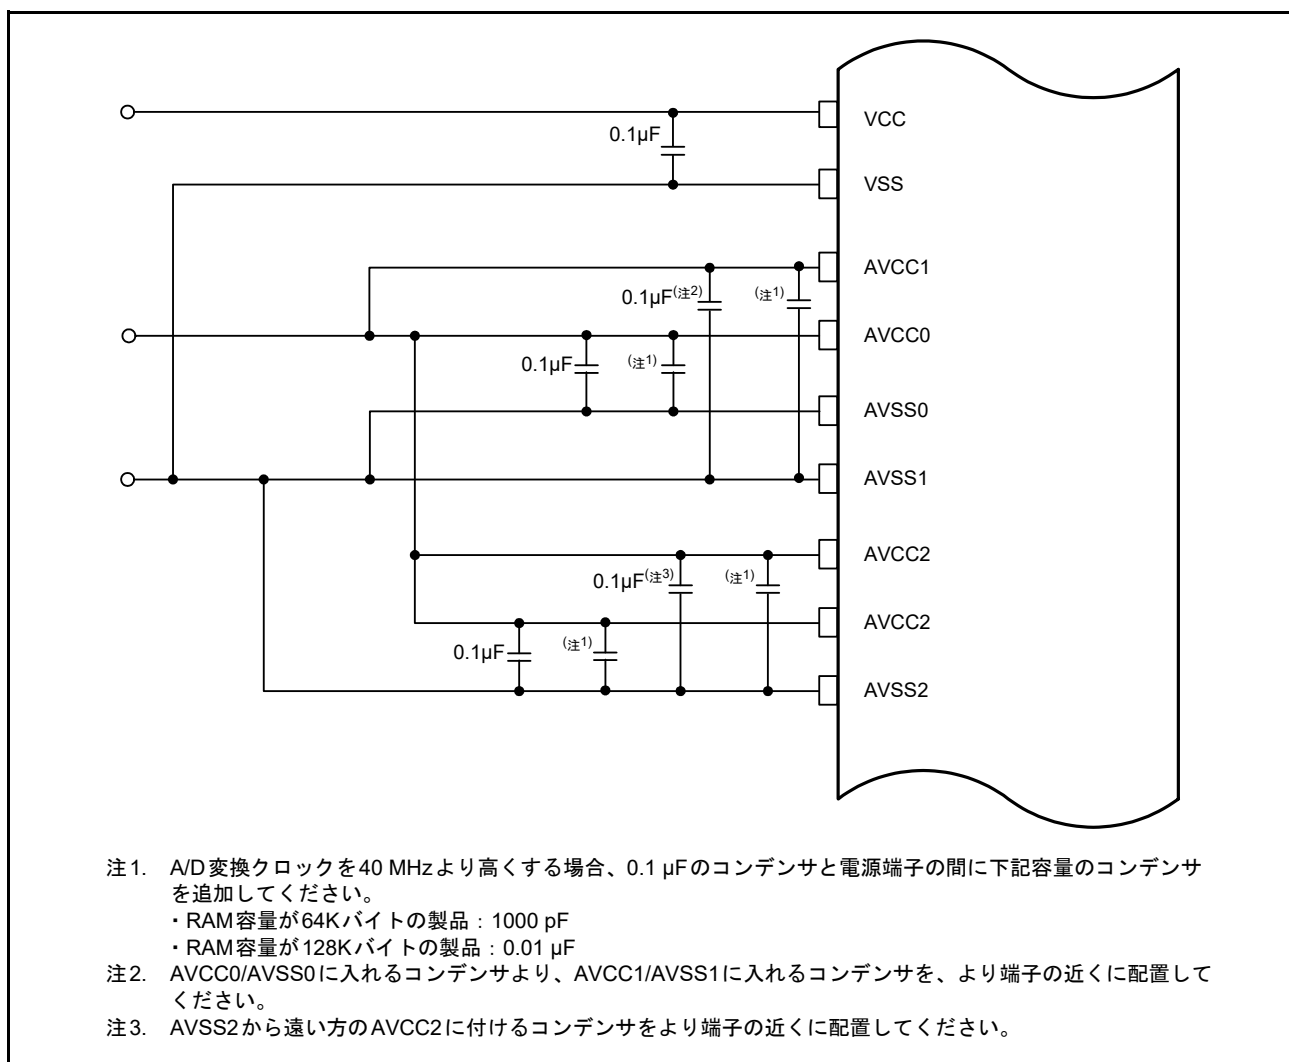 VCC
0.1µF
VSS
AVCC1
0.1µF(注2)
(注1)
AVCC0
0.1µF
(注1)
AVSS0
AVSS1
AVCC2
0.1µF(注3)
(注1)
AVCC2
0.1µF
(注1)
AVSS2
注1. A/D変換クロックを40 MHzより高くする場合、0.1 µFのコンデンサと電源端子の間に下記容量のコンデンサ
を追加してください。
・RAM容量が64Kバイトの製品：1000 pF
・RAM容量が128Kバイトの製品：0.01 µF
注2. AVCC0/AVSS0に入れるコンデンサより、AVCC1/AVSS1に入れるコンデンサを、より端子の近くに配置して
ください。
注3. AVSS2から遠い方のAVCC2に付けるコンデンサをより端子の近くに配置してください。